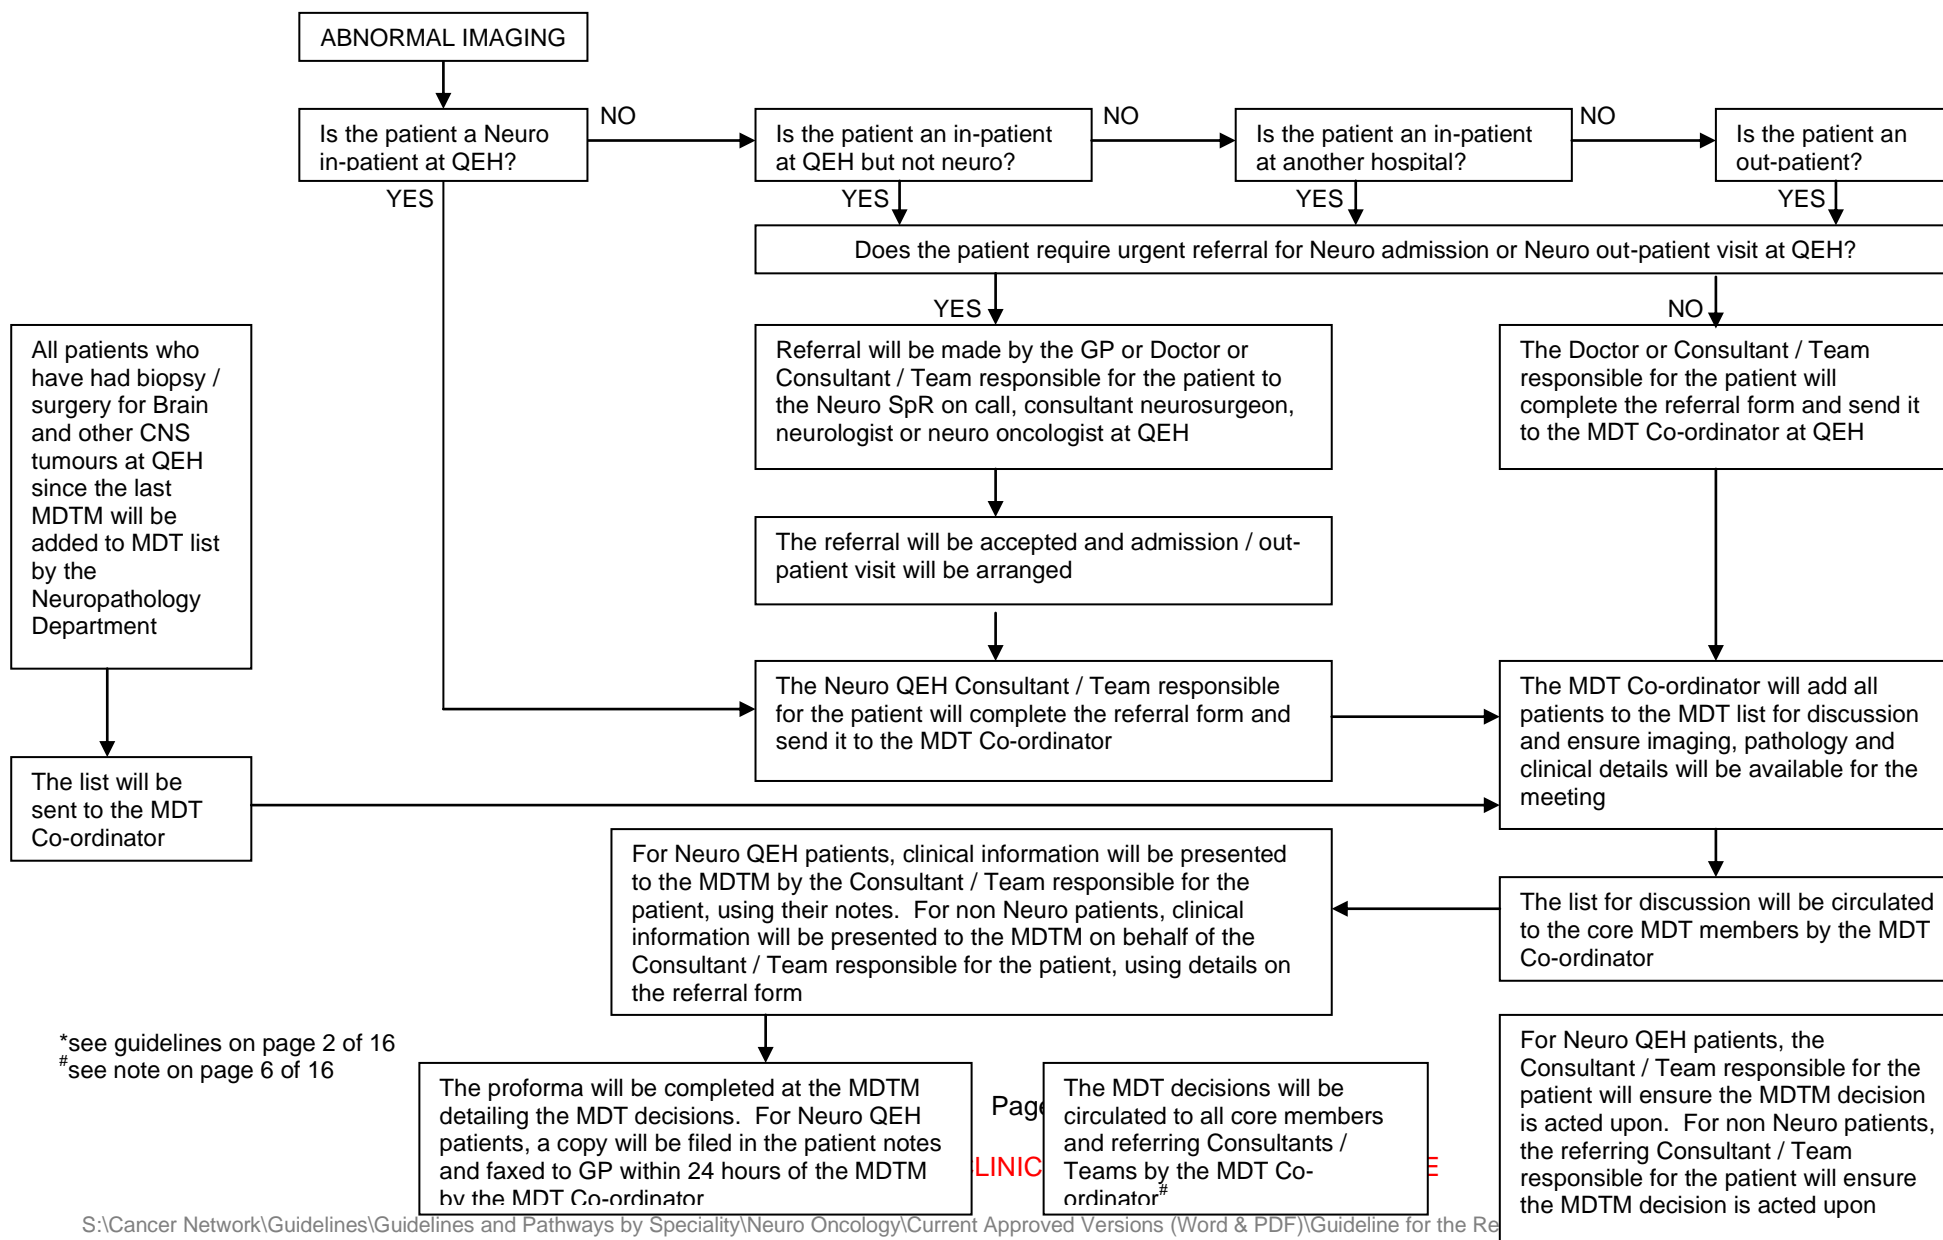 ABNORMAL IMAGING
Is the patient a Neuro
in-patient at QEH?
NO
Is the patient an in-patient
at QEH but not neuro?
NO
Is the patient an in-patient
at another hospital?
NO
Is the patient an
out-patient?
YES
YES
YES
YES
Does the patient require urgent referral for Neuro admission or Neuro out-patient visit at QEH?
YES
NO
All patients who
have had biopsy /
surgery for Brain
and other CNS
tumours at QEH
since the last
MDTM will be
added to MDT list
by the
Neuropathology
Department
Referral will be made by the GP or Doctor or
Consultant / Team responsible for the patient to
the Neuro SpR on call, consultant neurosurgeon,
neurologist or neuro oncologist at QEH
The Doctor or Consultant / Team
responsible for the patient will
complete the referral form and send it
to the MDT Co-ordinator at QEH
The referral will be accepted and admission / out-
patient visit will be arranged
The Neuro QEH Consultant / Team responsible
for the patient will complete the referral form and
send it to the MDT Co-ordinator
The MDT Co-ordinator will add all
patients to the MDT list for discussion
and ensure imaging, pathology and
clinical details will be available for the
meeting
The list will be
sent to the MDT
Co-ordinator
For Neuro QEH patients, clinical information will be presented
to the MDTM by the Consultant / Team responsible for the
patient, using their notes.  For non Neuro patients, clinical
information will be presented to the MDTM on behalf of the
Consultant / Team responsible for the patient, using details on
the referral form
The list for discussion will be circulated
to the core MDT members by the MDT
Co-ordinator
*see guidelines on page 2 of 16
#see note on page 6 of 16
The proforma will be completed at the MDTM
detailing the MDT decisions.  For Neuro QEH
patients, a copy will be filed in the patient notes
and faxed to GP within 24 hours of the MDTM
by the MDT Co-ordinator
Page
LINIC
E
The MDT decisions will be
circulated to all core members
and referring Consultants /
Teams by the MDT Co-
ordinator#
For Neuro QEH patients, the
Consultant / Team responsible for the
patient will ensure the MDTM decision
is acted upon.  For non Neuro patients,
the referring Consultant / Team
responsible for the patient will ensure
the MDTM decision is acted upon
S:\Cancer Network\Guidelines\Guidelines and Pathways by Speciality\Neuro Oncology\Current Approved Versions (Word & PDF)\Guideline for the Re